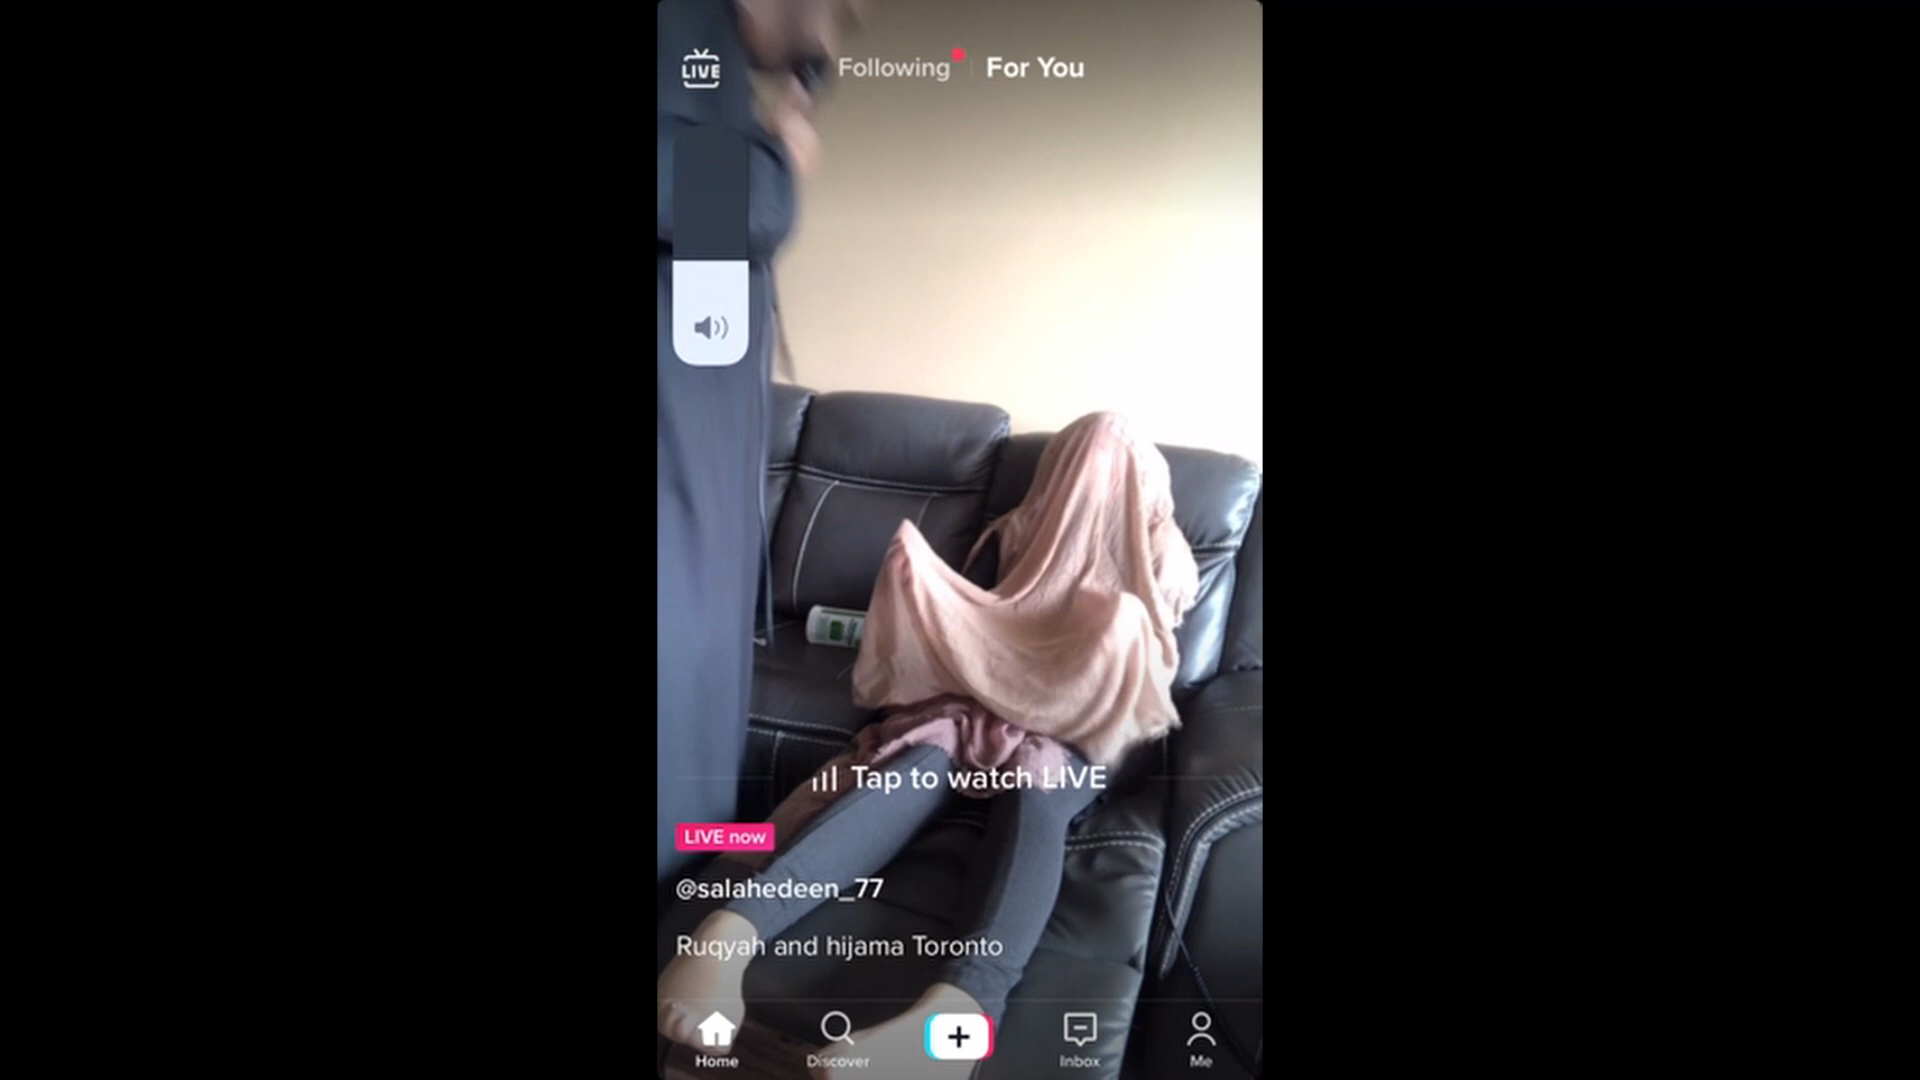 LIVE
Following
For You
Tap to watch LIVE
LIVE now
@salahedeen_77
Ruqyah and hijama Toronto
Home
Discover
Inbox
Me